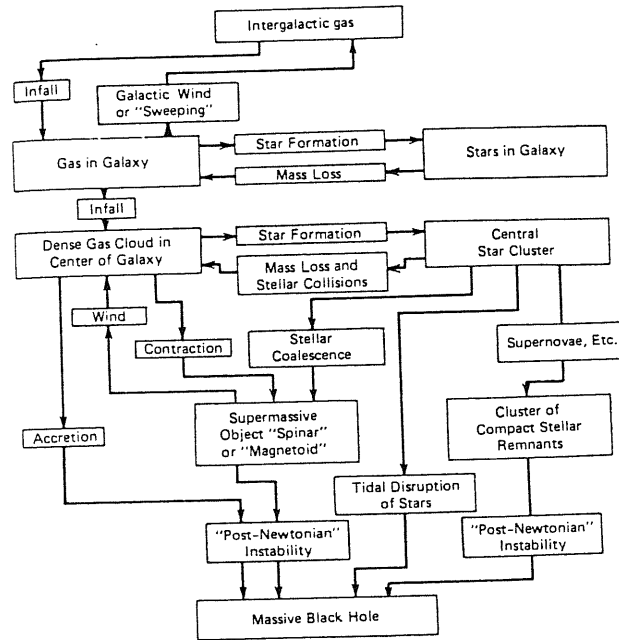 Intergalactic gas
Infall
Galactic Wind
or "Sweeping"
Gas in Galaxy
Star Formation
Mass Loss
Stars in Galaxy
Infall
Dense Gas Cloud in
Center of Galaxy
Star Formation
Mass Loss and
Stellar Collisions
Central
Star Cluster
Wind
Contraction
Stellar
Coalescence
Supernovae, Etc.
Accretion
Supermassive
Object "Spinar"
or "Magnetoid"
Cluster of
Compact Stellar
Remnants
Tidal Disruption
of Stars
"Post-Newtonian"
Instability
"Post-Newtonian"
Instability
Massive Black Hole